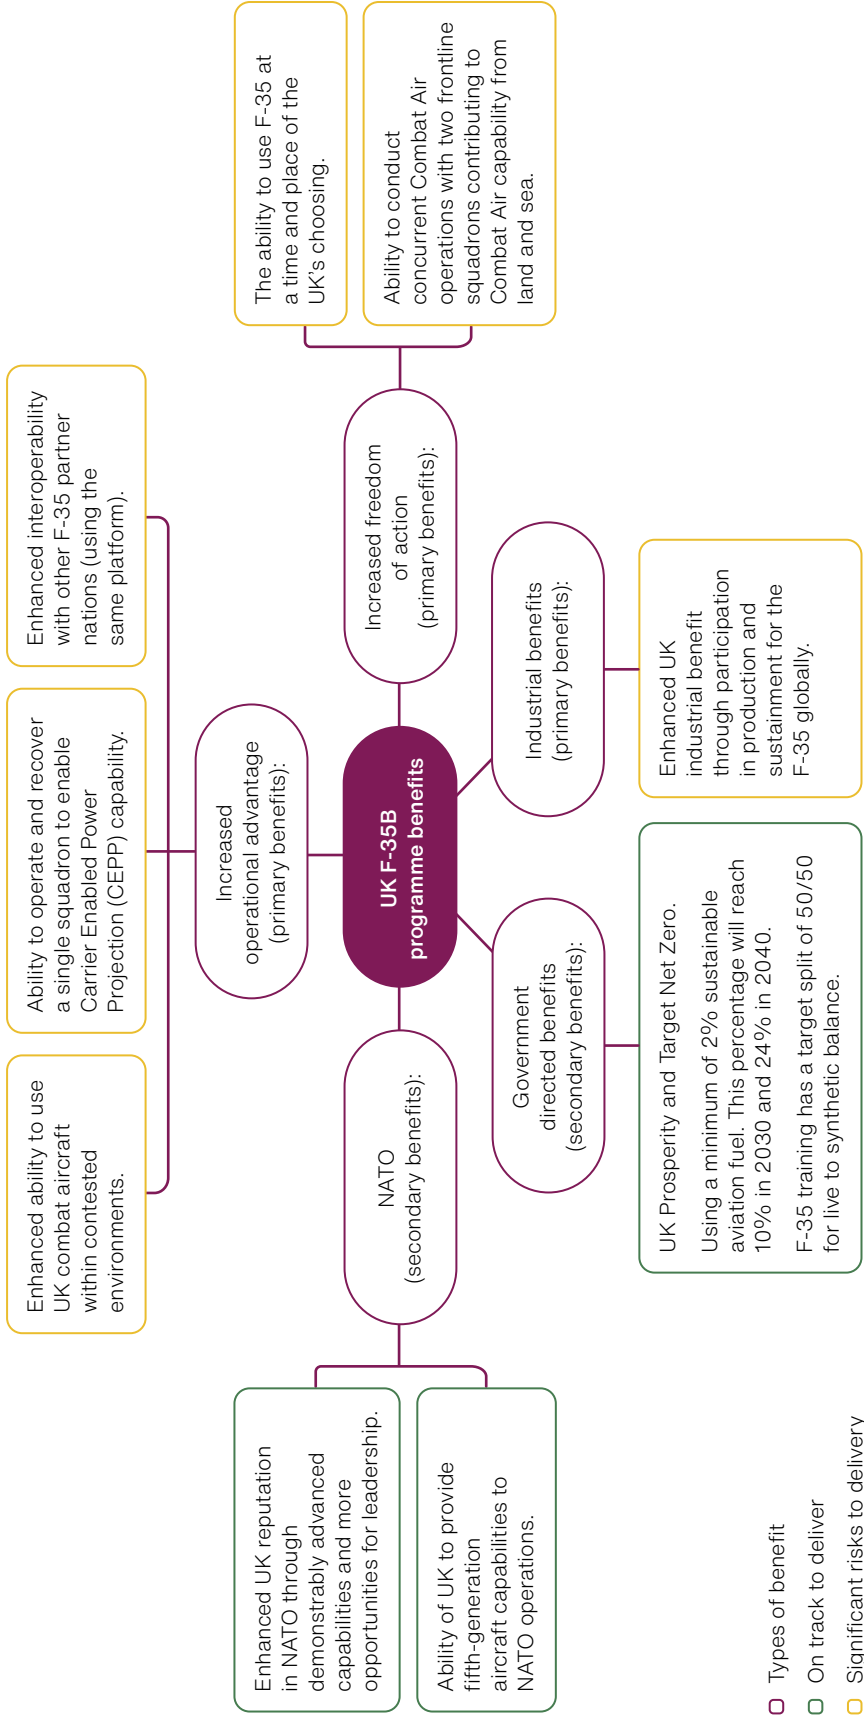 Enhanced ability to use
UK combat aircraft
within contested
environments.
Ability to operate and recover
a single squadron to enable
Carrier Enabled Power
Projection (CEPP) capability.
Enhanced interoperability
with other F-35 partner
nations (using the
same platform).
Increased
operational advantage
(primary benefits):
Enhanced UK reputation
in NATO through
demonstrably advanced
capabilities and more
opportunities for leadership.
Ability of UK to provide
fifth-generation
aircraft capabilities to
NATO operations.
NATO
(secondary benefits):
UK F-35B
programme benefits
Increased freedom
of action
(primary benefits):
The ability to use F-35 at
a time and place of the
UK’s choosing.
Ability to conduct
concurrent Combat Air
operations with two frontline
squadrons contributing to
Combat Air capability from
land and sea.
Government
directed benefits
(secondary benefits):
Industrial benefits
(primary benefits):
UK Prosperity and Target Net Zero.
Using a minimum of 2% sustainable
aviation fuel. This percentage will reach
10% in 2030 and 24% in 2040.
F-35 training has a target split of 50/50
for live to synthetic balance.
Enhanced UK
industrial benefit
through participation
in production and
sustainment for the
F-35 globally.
Types of benefit
On track to deliver
Significant risks to delivery